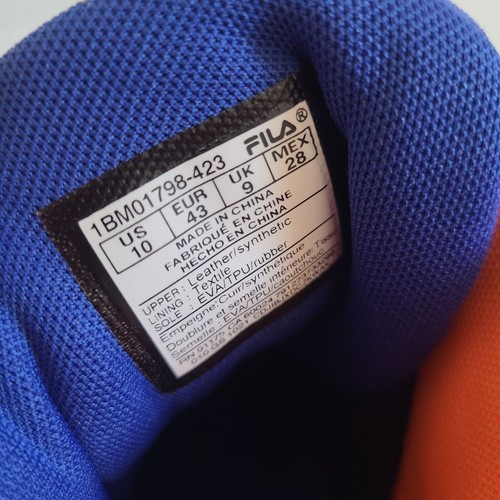 FILA®
1BM01798-423
US EUR UK MEX
10 43 9 28
MADE IN CHINA
FABRIQUÉ EN CHINE
HECHO EN CHINA
UPPER : Leather/synthetic
LINING : Textile
SOLE : EVA/TPU/rubber
Empeigne:Cuir/synthétique
Doublure et semelle intérieure: Tissu
Semelle : EVA/TPU/caoutchouc